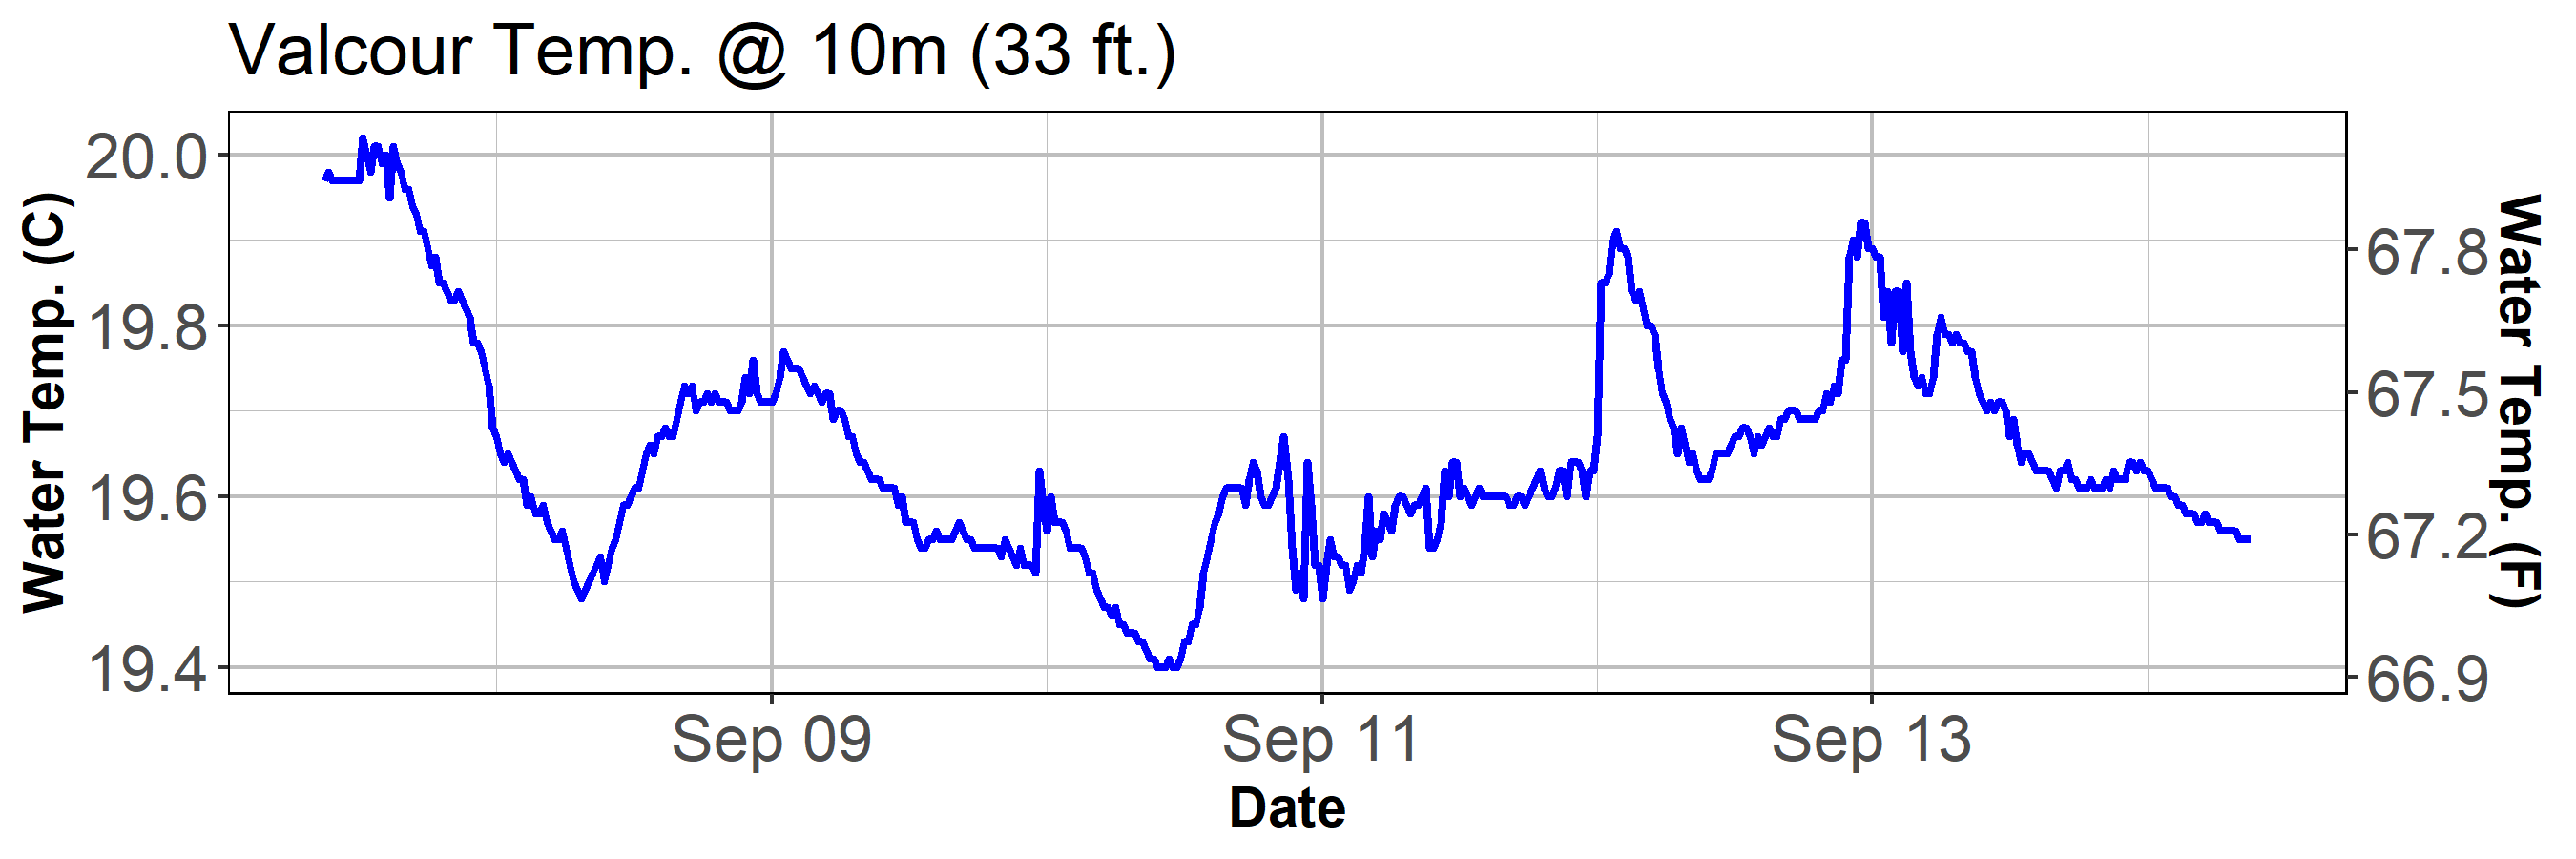 Valcour Temp. @ 10m (33 ft.)
Water Temp. (C)
20.0
19.8
19.6
19.4
67.8
67.5
67.2
66.9
Water Temp. (F)
Sep 09
Sep 11
Sep 13
Date